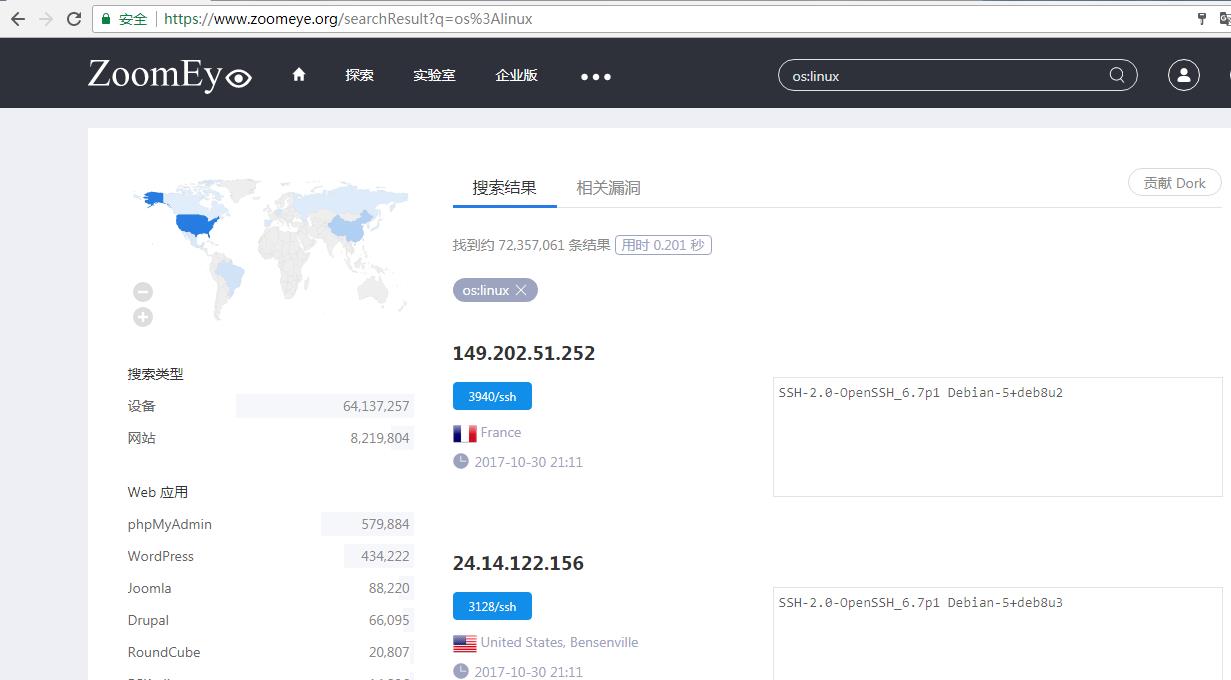 安全 https://www.zoomeye.org/searchResult?q=os%3Alinux
ZoomEye 探索 实验室 企业版 os:linux
搜索结果 相关漏洞 贡献 Dork
找到约 72,357,061 条结果 用时 0.201 秒
os:linux
搜索类型
设备 64,137,257
网站 8,219,804
Web 应用
phpMyAdmin 579,884
WordPress 434,222
Joomla 88,220
Drupal 66,095
RoundCube 20,807
149.202.51.252
3940/ssh
France
2017-10-30 21:11
SSH-2.0-OpenSSH_6.7p1 Debian-5+deb8u2
24.14.122.156
3128/ssh
United States, Bensenville
2017-10-30 21:11
SSH-2.0-OpenSSH_6.7p1 Debian-5+deb8u3